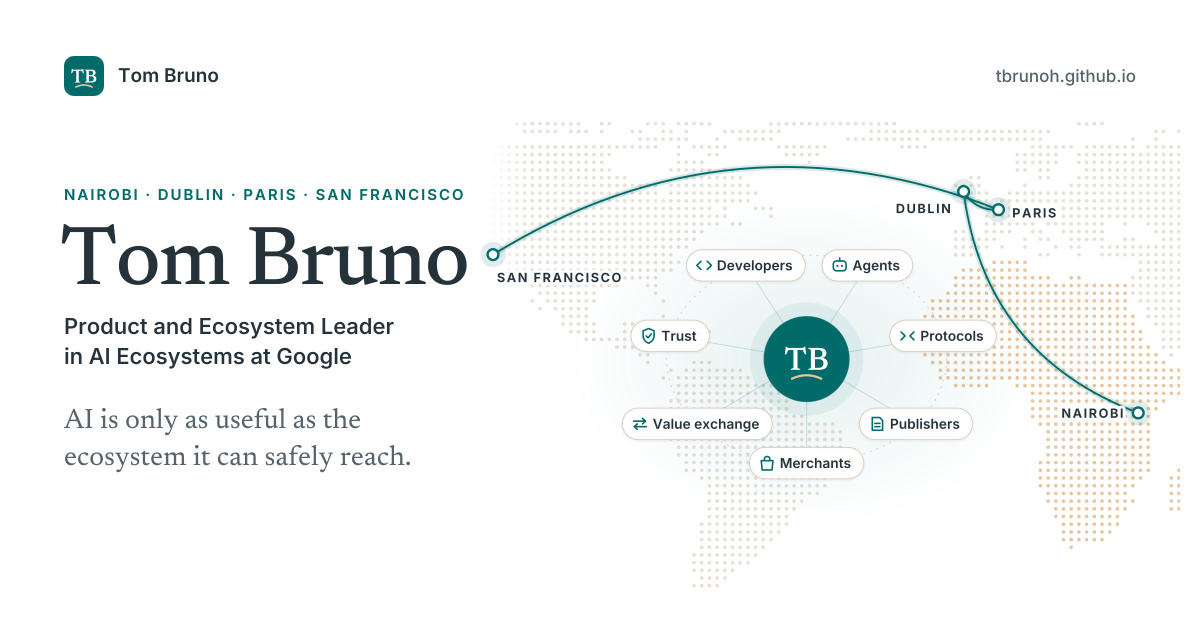 TB
Tom Bruno
tbrunoh.github.io
NAIROBI · DUBLIN · PARIS · SAN FRANCISCO
Tom Bruno
Product and Ecosystem Leader
in AI Ecosystems at Google
AI is only as useful as the
ecosystem it can safely reach.
DUBLIN
PARIS
SAN FRANCISCO
Developers
Agents
Trust
TB
Protocols
Value exchange
Publishers
NAIROBI
Merchants